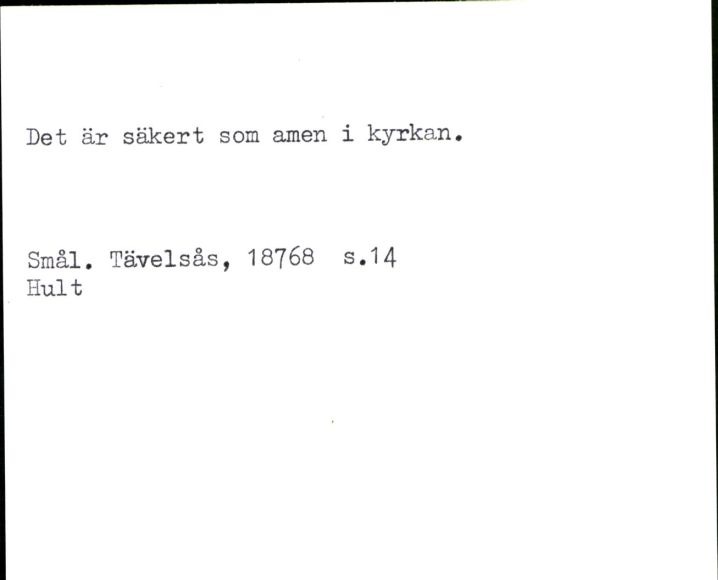 Det är säkert som amen i kyrkan.
Smål. Tävelsås, 18768 s.14
Hult